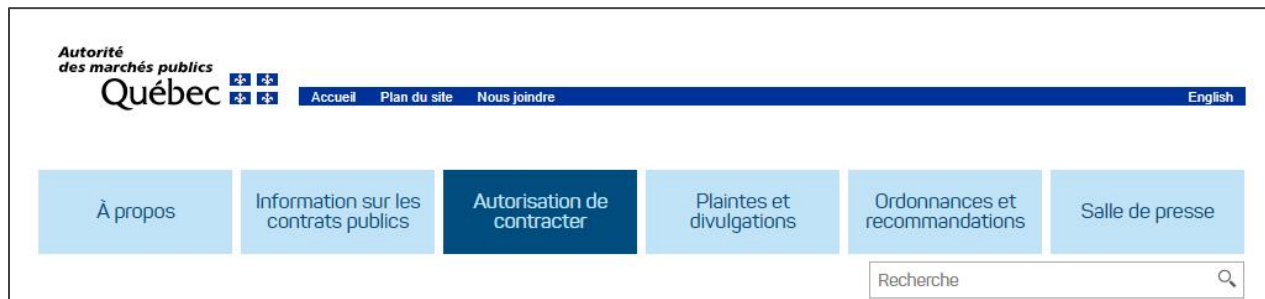 Autorité
des marchés publics
Québec
Accueil Plan du site Nous joindre English
À propos
Information sur les
contrats publics
Autorisation de
contracter
Plaintes et
divulgations
Ordonnances et
recommandations
Salle de presse
Recherche